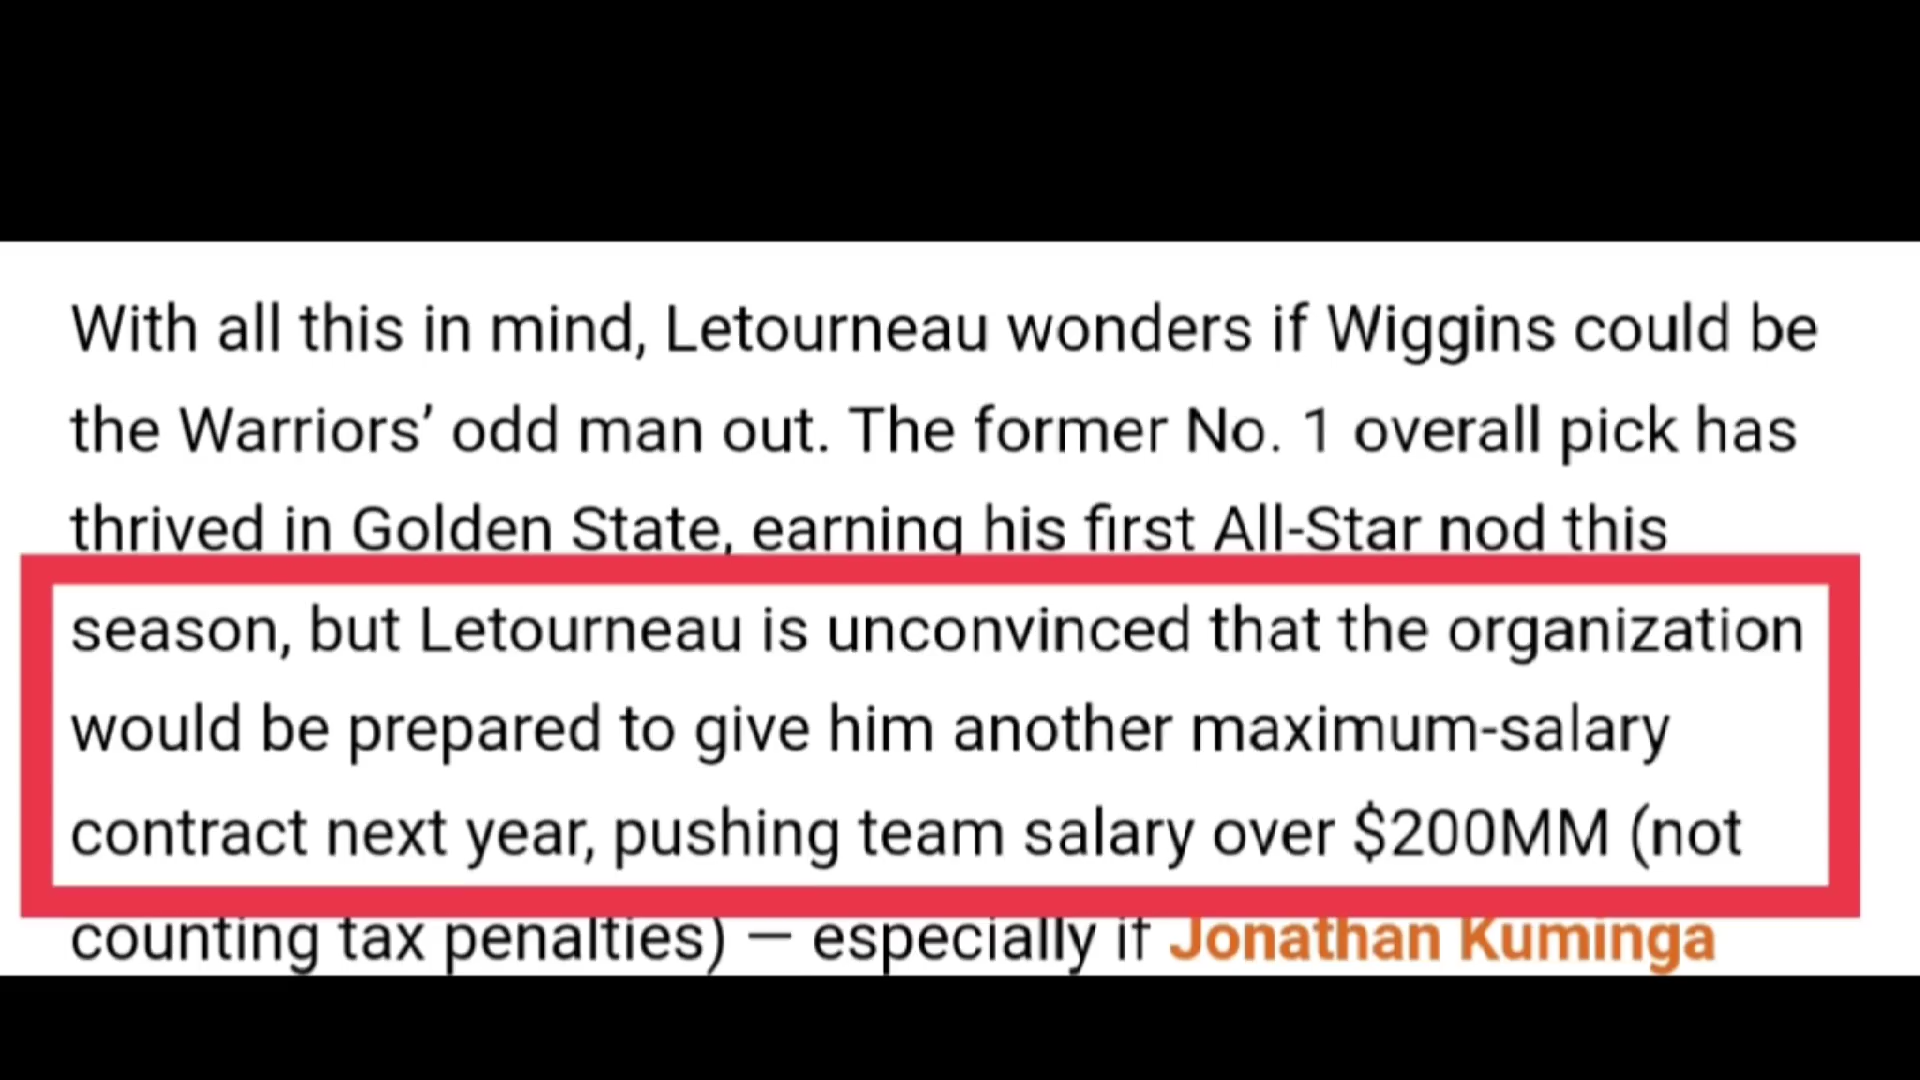 With all this in mind, Letourneau wonders if Wiggins could be
the Warriors’ odd man out. The former No. 1 overall pick has
thrived in Golden State, earning his first All-Star nod this
season, but Letourneau is unconvinced that the organization
would be prepared to give him another maximum-salary
contract next year, pushing team salary over $200MM (not
counting tax penalties) — especially if Jonathan Kuminga